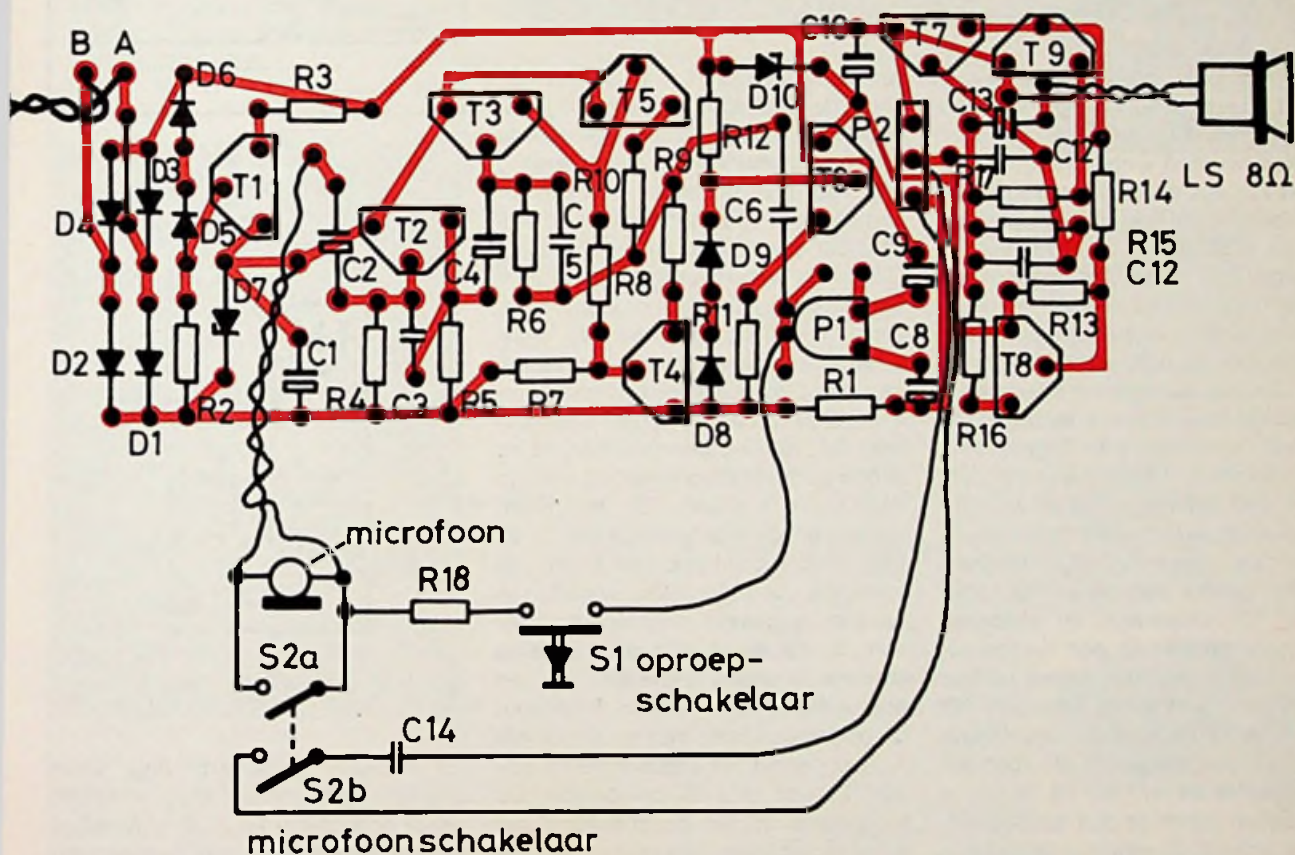 B A
D6
R3
T3
T5
C10
T7
T9
D10
C13
R12
P2
T1
D3
D4
D5
R10
R9
T6
R17
C12
LS 8Ω
R14
T2
C2
C4
C
5
C6
D7
R8
D9
C9
R15
C12
R6
R11
P1
C8
R13
D2
C1
R4
C3
R5
R7
T4
R1
T8
R2
D1
D8
R16
microfoon
R18
S2a
S1 oproep-
schakelaar
C14
S2b
microfoonschakelaar